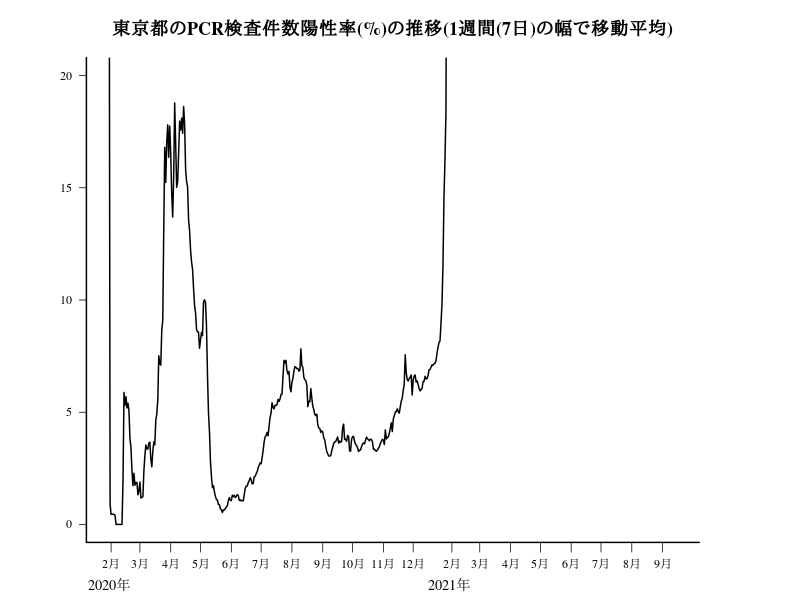 東京都のPCR検査件数陽性率(%)の推移(1週間(7日)の幅で移動平均)
20
15
10
5
0
2月 3月 4月 5月 6月 7月 8月 9月 10月 11月 12月 2月 3月 4月 5月 6月 7月 8月 9月
2020年 2021年